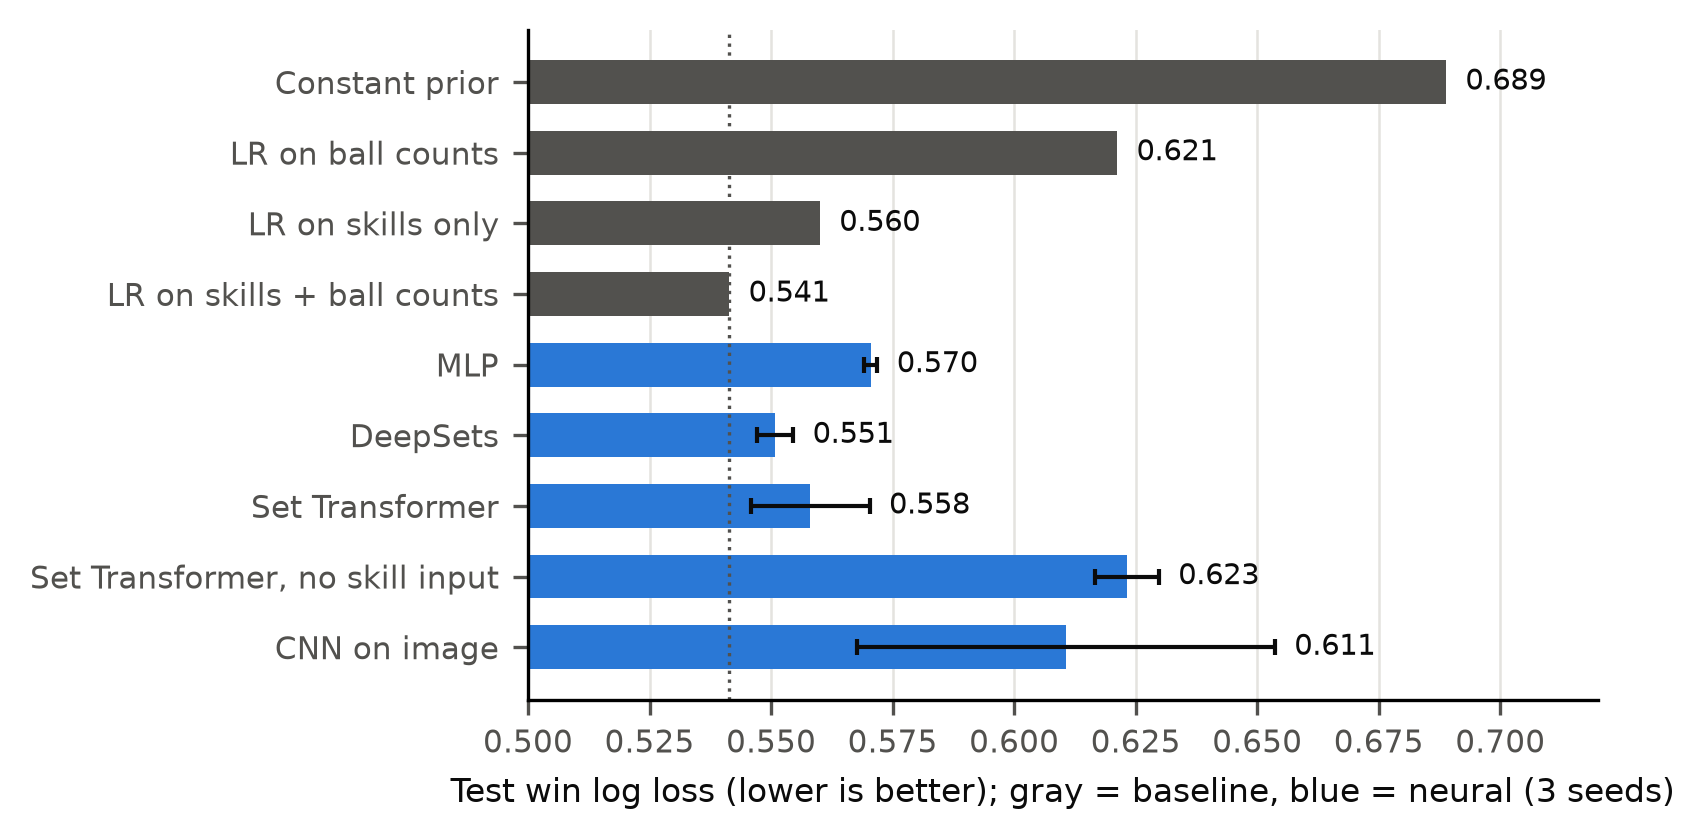 Constant prior 0.689
LR on ball counts 0.621
LR on skills only 0.560
LR on skills + ball counts 0.541
MLP 0.570
DeepSets 0.551
Set Transformer 0.558
Set Transformer, no skill input 0.623
CNN on image 0.611
0.500 0.525 0.550 0.575 0.600 0.625 0.650 0.675 0.700
Test win log loss (lower is better); gray = baseline, blue = neural (3 seeds)